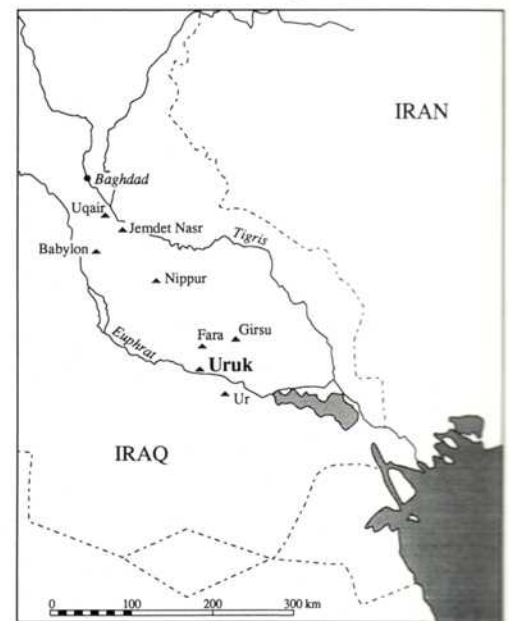 IRAN
Baghdad
Uqair
Jemdet Nasr
Tigris
Babylon
Nippur
Fara
Girsu
Euphrat
Uruk
Ur
IRAQ
0 100 200 300 km